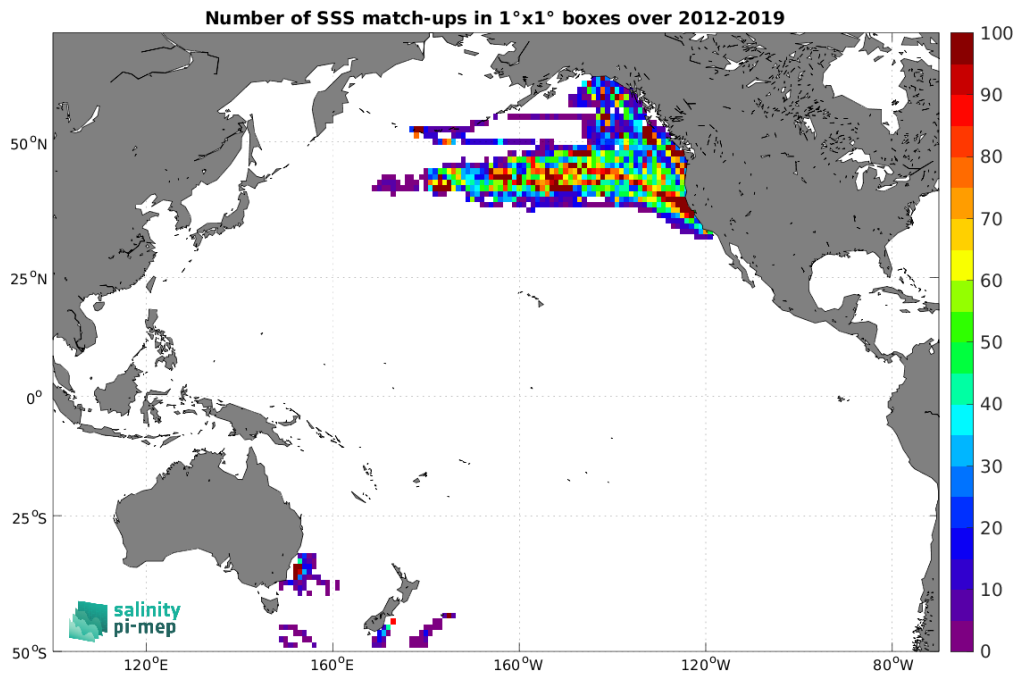 Number of SSS match-ups in 1°x1° boxes over 2012-2019
100
90
80
70
60
50
40
30
20
10
0
50°N
25°N
0°
25°S
50°S
120°E
160°E
160°W
120°W
80°W
salinity
pi-mep